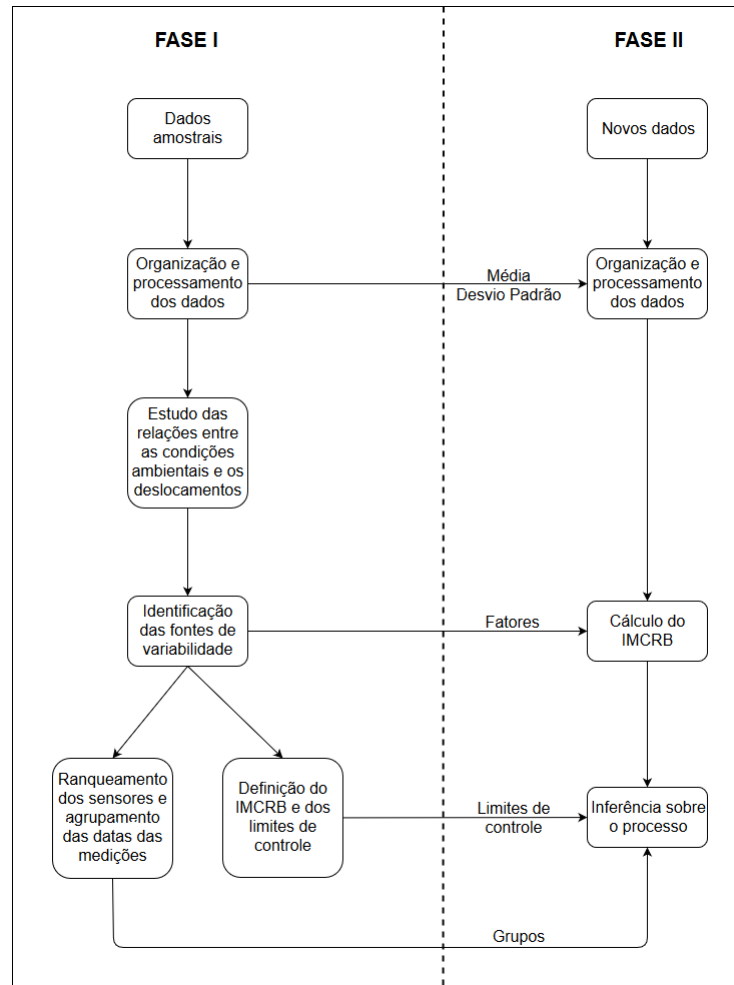 FASE I
FASE II
Dados
amostrais
Novos dados
Organização e
processamento
dos dados
Média
Desvio Padrão
Organização e
processamento
dos dados
Estudo das
relações entre
as condições
ambientais e os
deslocamentos
Identificação
das fontes de
variabilidade
Fatores
Cálculo do
IMCRB
Ranqueamento
dos sensores e
agrupamento
das datas das
medições
Definição do
IMCRB e dos
limites de
controle
Limites de
controle
Inferência sobre
o processo
Grupos